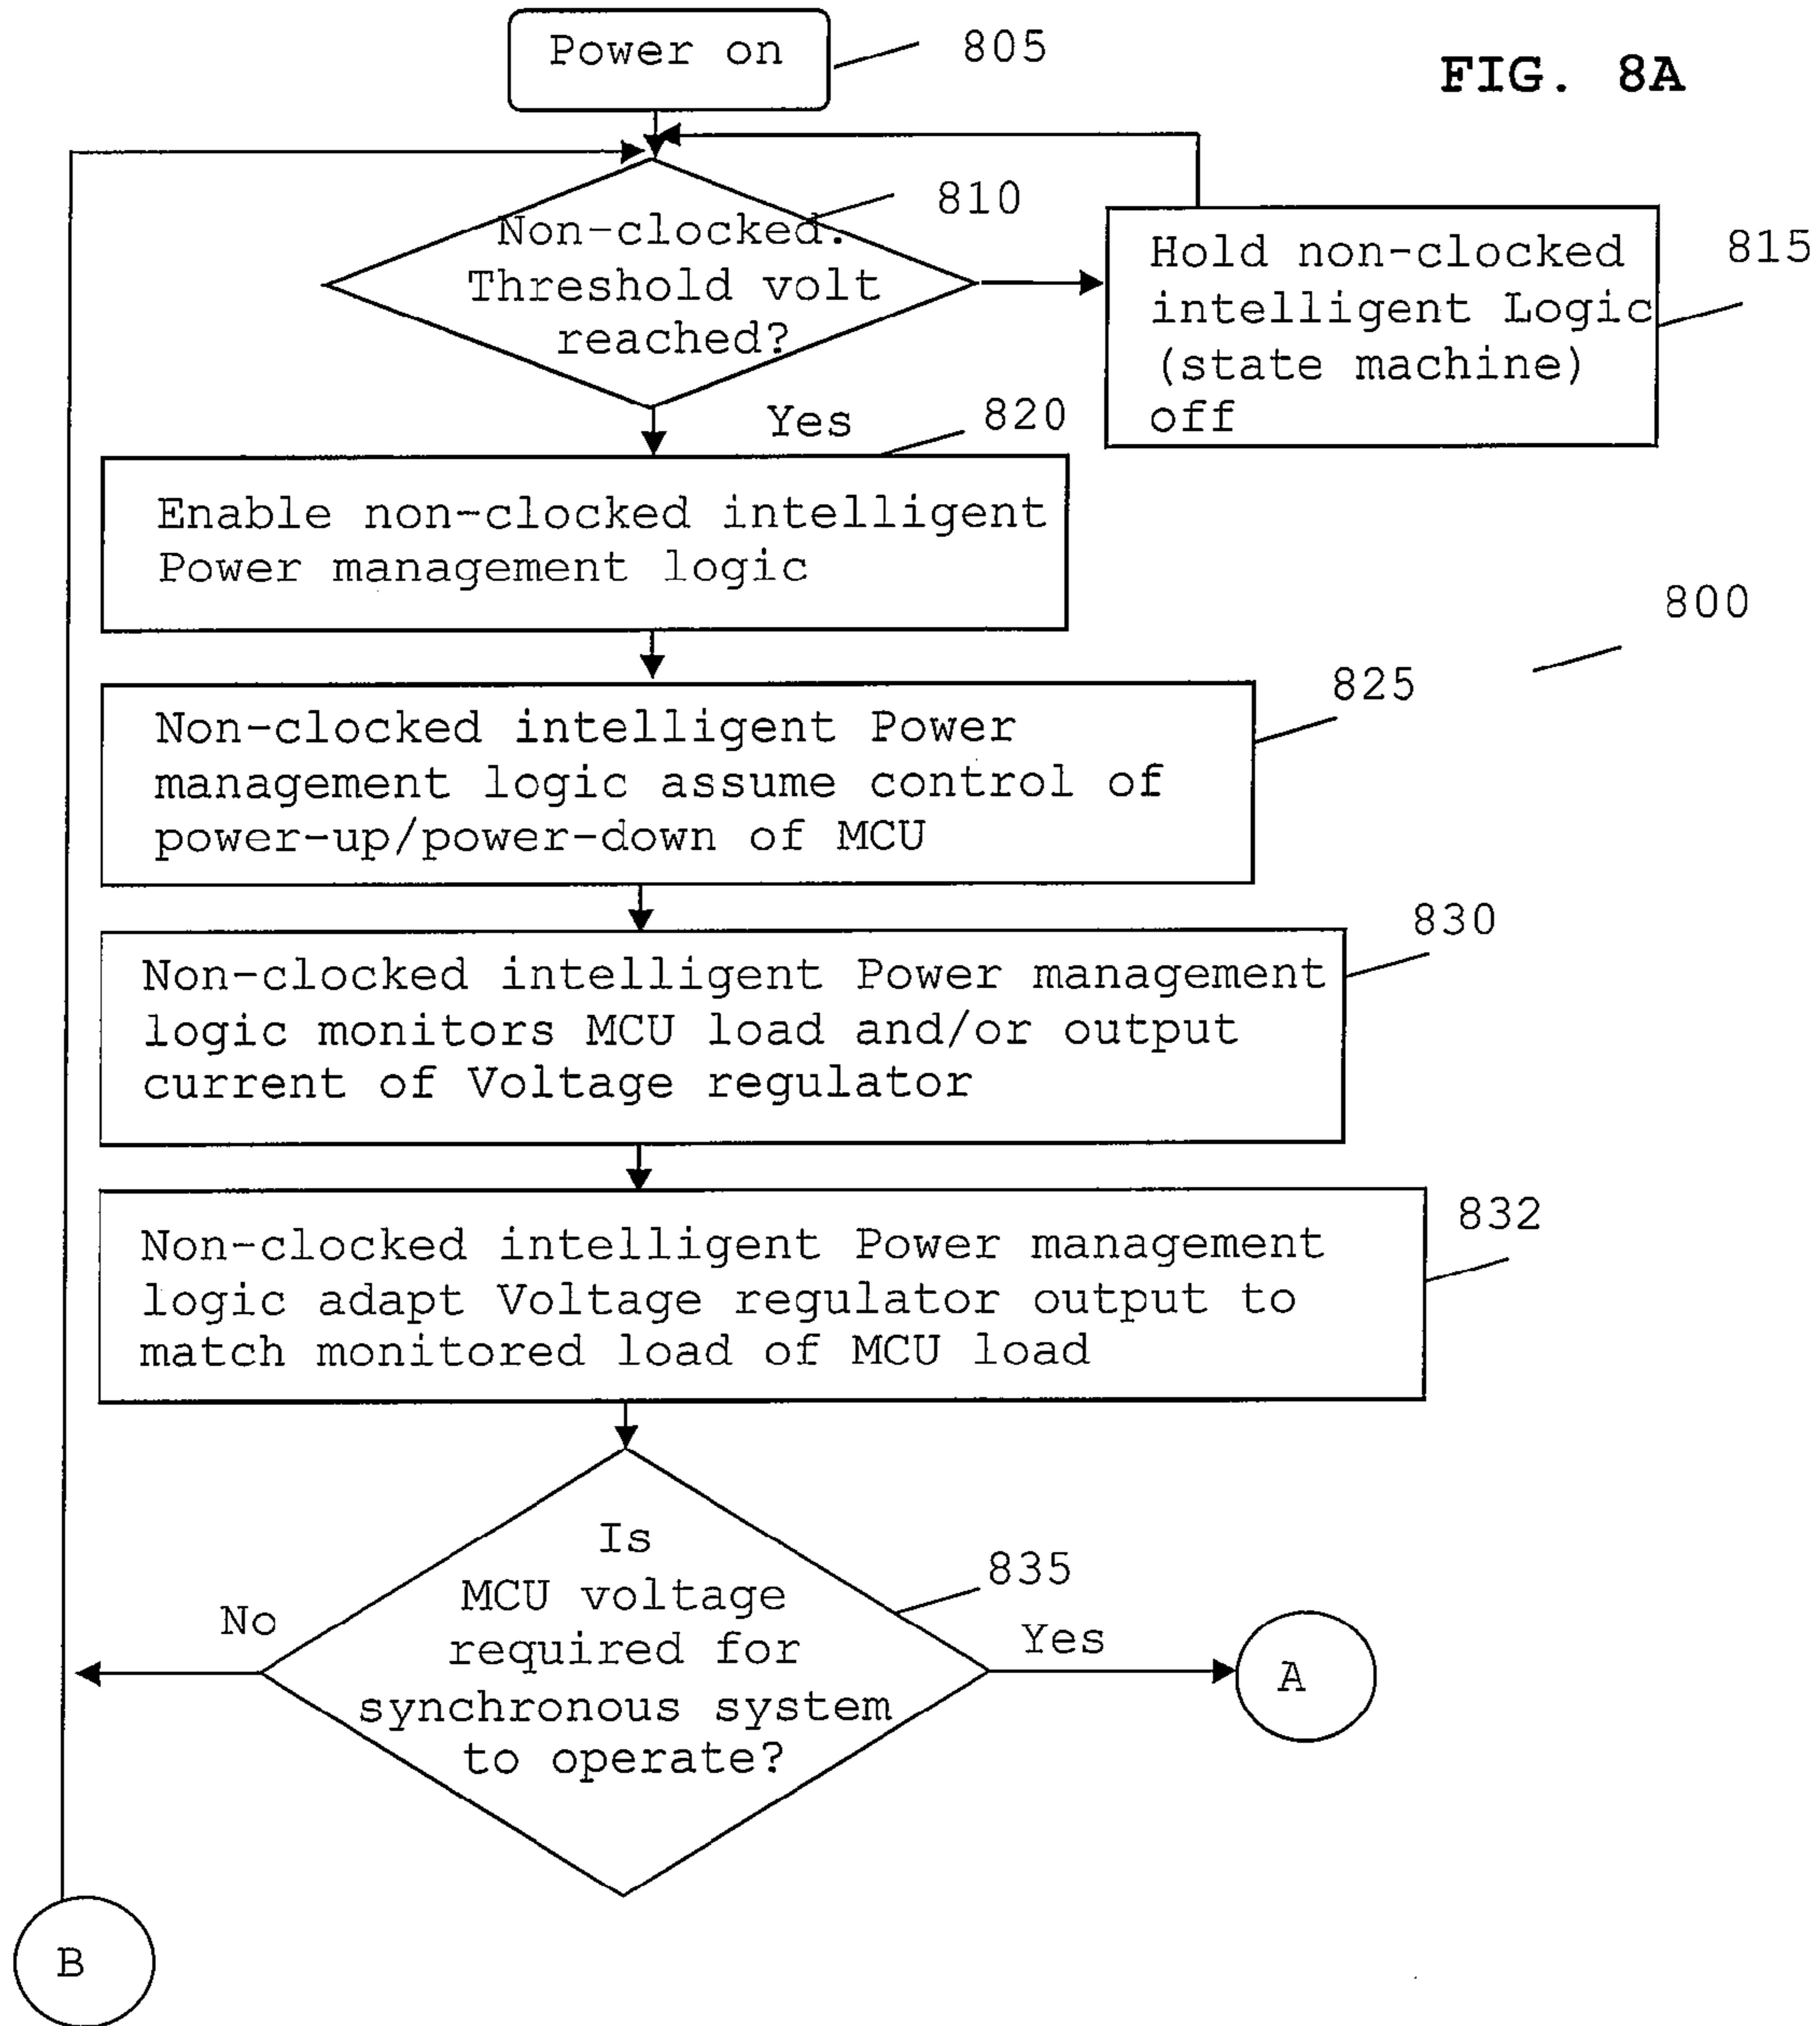 Power on
805
FIG. 8A
810
Non-clocked.
Threshold volt
reached?
Hold non-clocked
intelligent Logic
(state machine)
off
815
Yes
820
Enable non-clocked intelligent
Power management logic
800
825
Non-clocked intelligent Power
management logic assume control of
power-up/power-down of MCU
830
Non-clocked intelligent Power management
logic monitors MCU load and/or output
current of Voltage regulator
832
Non-clocked intelligent Power management
logic adapt Voltage regulator output to
match monitored load of MCU load
835
Is
MCU voltage
required for
synchronous system
to operate?
No
Yes
A
B